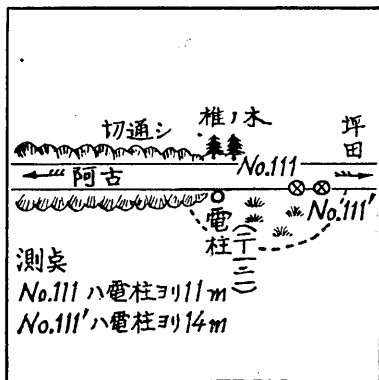 切通シ
椎ノ木
坪田
No.111
阿古
No.111'
電柱(二千二)
測点
No.111 ハ電柱ヨリ11m
No.111'ハ電柱ヨリ14m